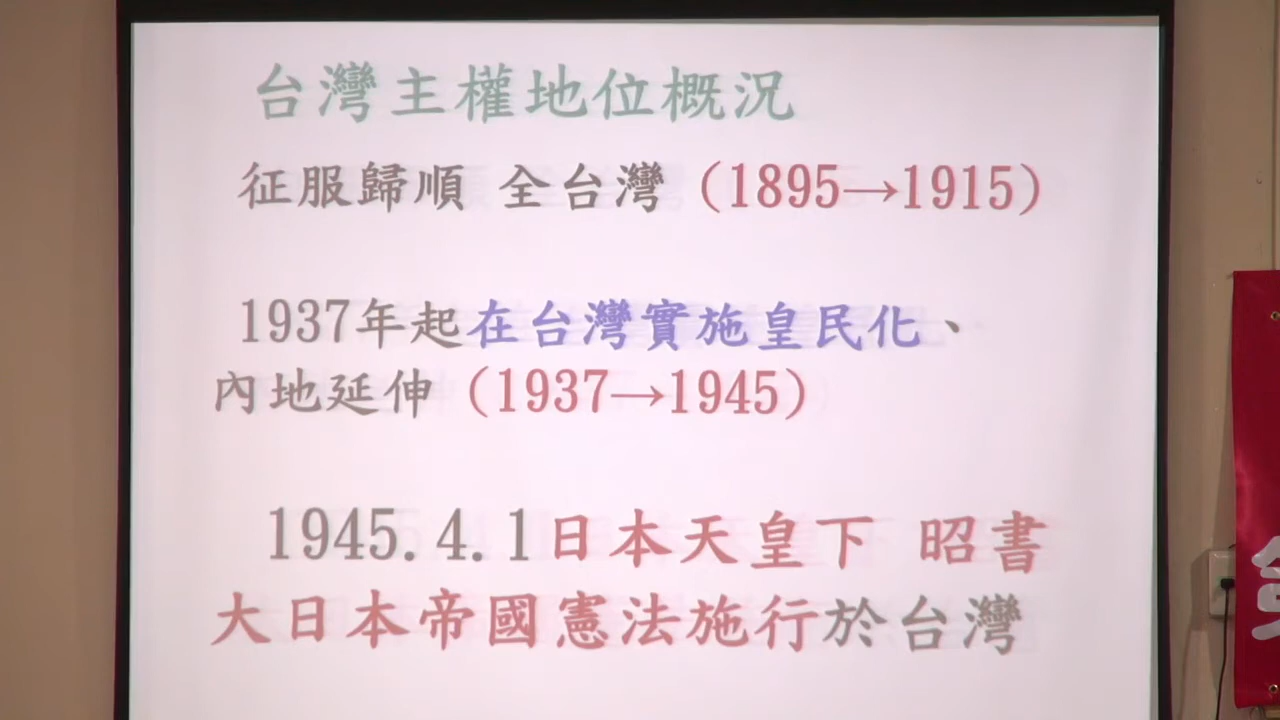 台灣主權地位概況
征服歸順 全台灣 (1895→1915)
1937年起在台灣實施皇民化、
內地延伸 (1937→1945)
1945.4.1日本天皇下 昭書
大日本帝國憲法施行於台灣